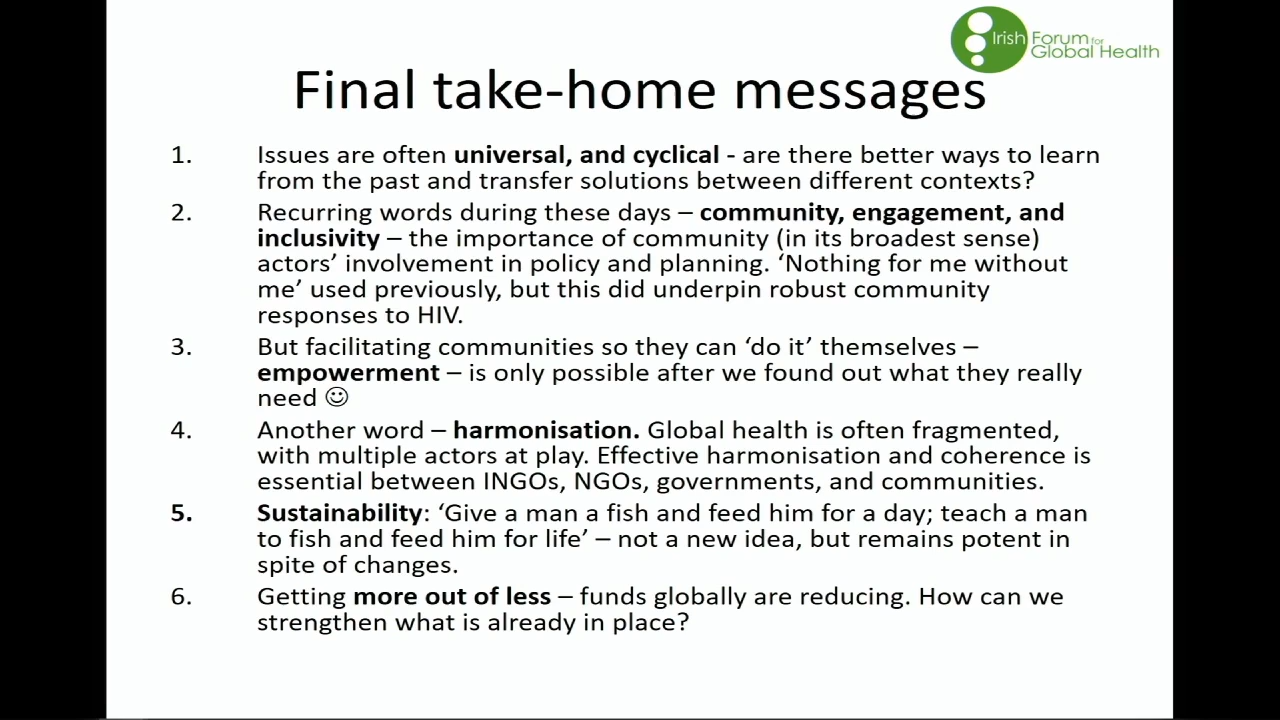 Irish Forum for
Global Health
Final take-home messages
1. Issues are often universal, and cyclical - are there better ways to learn
from the past and transfer solutions between different contexts?
2. Recurring words during these days – community, engagement, and
inclusivity – the importance of community (in its broadest sense)
actors’ involvement in policy and planning. ‘Nothing for me without
me’ used previously, but this did underpin robust community
responses to HIV.
3. But facilitating communities so they can ‘do it’ themselves –
empowerment – is only possible after we found out what they really
need ☺
4. Another word – harmonisation. Global health is often fragmented,
with multiple actors at play. Effective harmonisation and coherence is
essential between INGOs, NGOs, governments, and communities.
5. Sustainability: ‘Give a man a fish and feed him for a day; teach a man
to fish and feed him for life’ – not a new idea, but remains potent in
spite of changes.
6. Getting more out of less – funds globally are reducing. How can we
strengthen what is already in place?